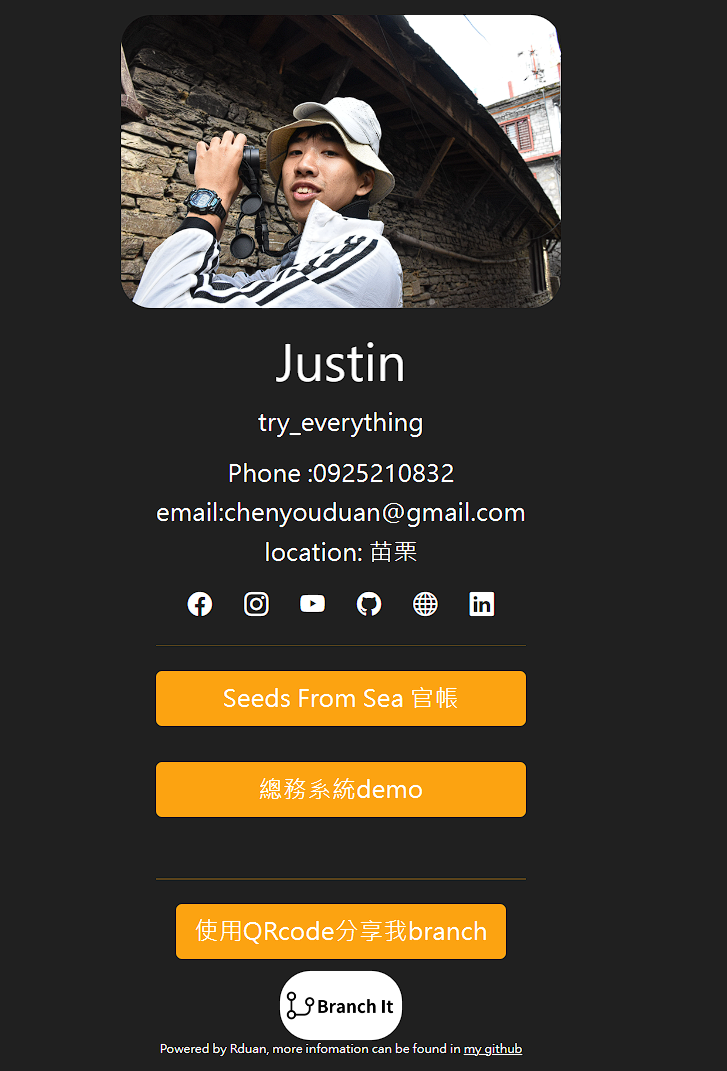 Justin
try_everything
Phone :0925210832
email:chenyouduan@gmail.com
location: 苗栗
Seeds From Sea 官帳
總務系統demo
使用QRcode分享我branch
Branch It
Powered by Rduan, more infomation can be found in my github